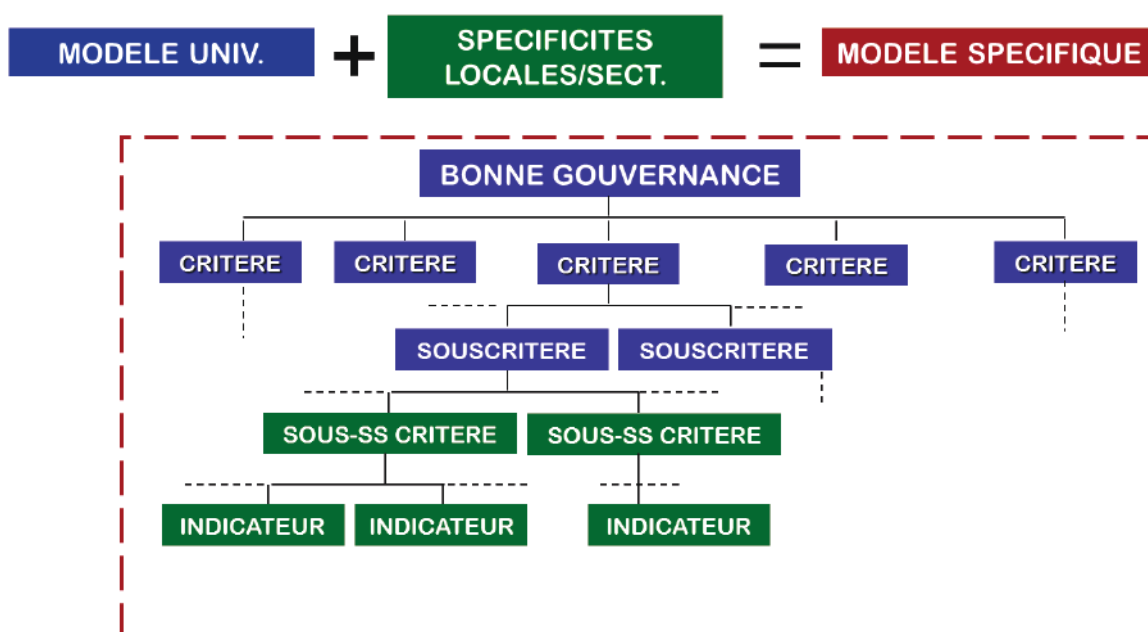 MODELE UNIV.
+
SPECIFICITES
LOCALES/SECT.
=
MODELE SPECIFIQUE
BONNE GOUVERNANCE
CRITERE
CRITERE
CRITERE
CRITERE
CRITERE
SOUSCRITERE
SOUSCRITERE
SOUS-SS CRITERE
SOUS-SS CRITERE
INDICATEUR
INDICATEUR
INDICATEUR